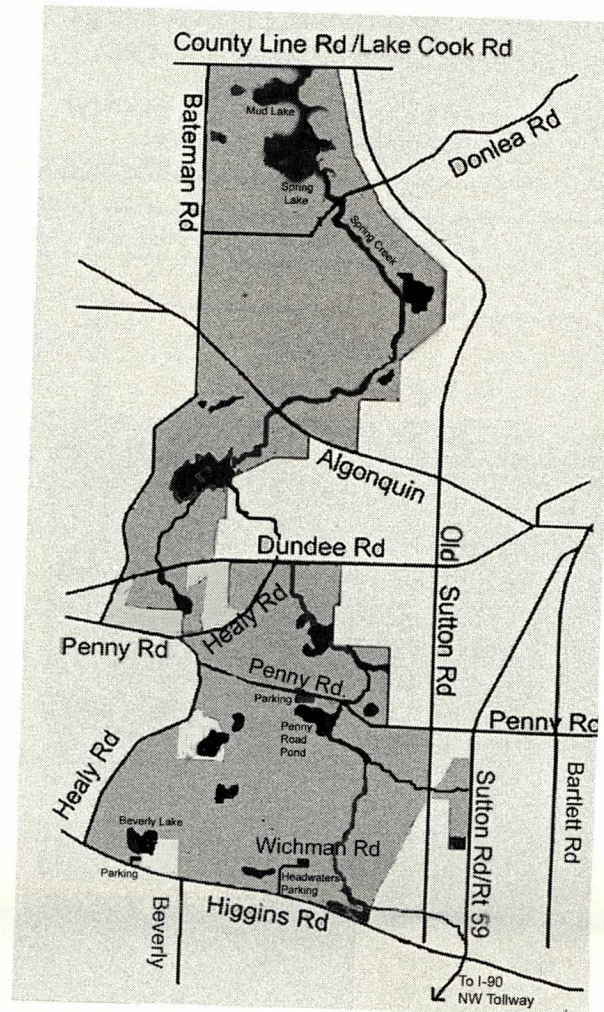 County Line Rd /Lake Cook Rd
Bateman Rd
Mud Lake
Donlea Rd
Spring
Lake
Spring Creek
Algonquin
Old Sutton Rd
Dundee Rd
Healy Rd
Penny Rd
Penny Rd
Parking
Penny
Road
Pond
Penny Rd
Healy Rd
Sutton Rd/Rt 59
Bartlett Rd
Beverly Lake
Parking
Wichman Rd
Headwaters
Parking
Beverly
Higgins Rd
To I-90
NW Tollway